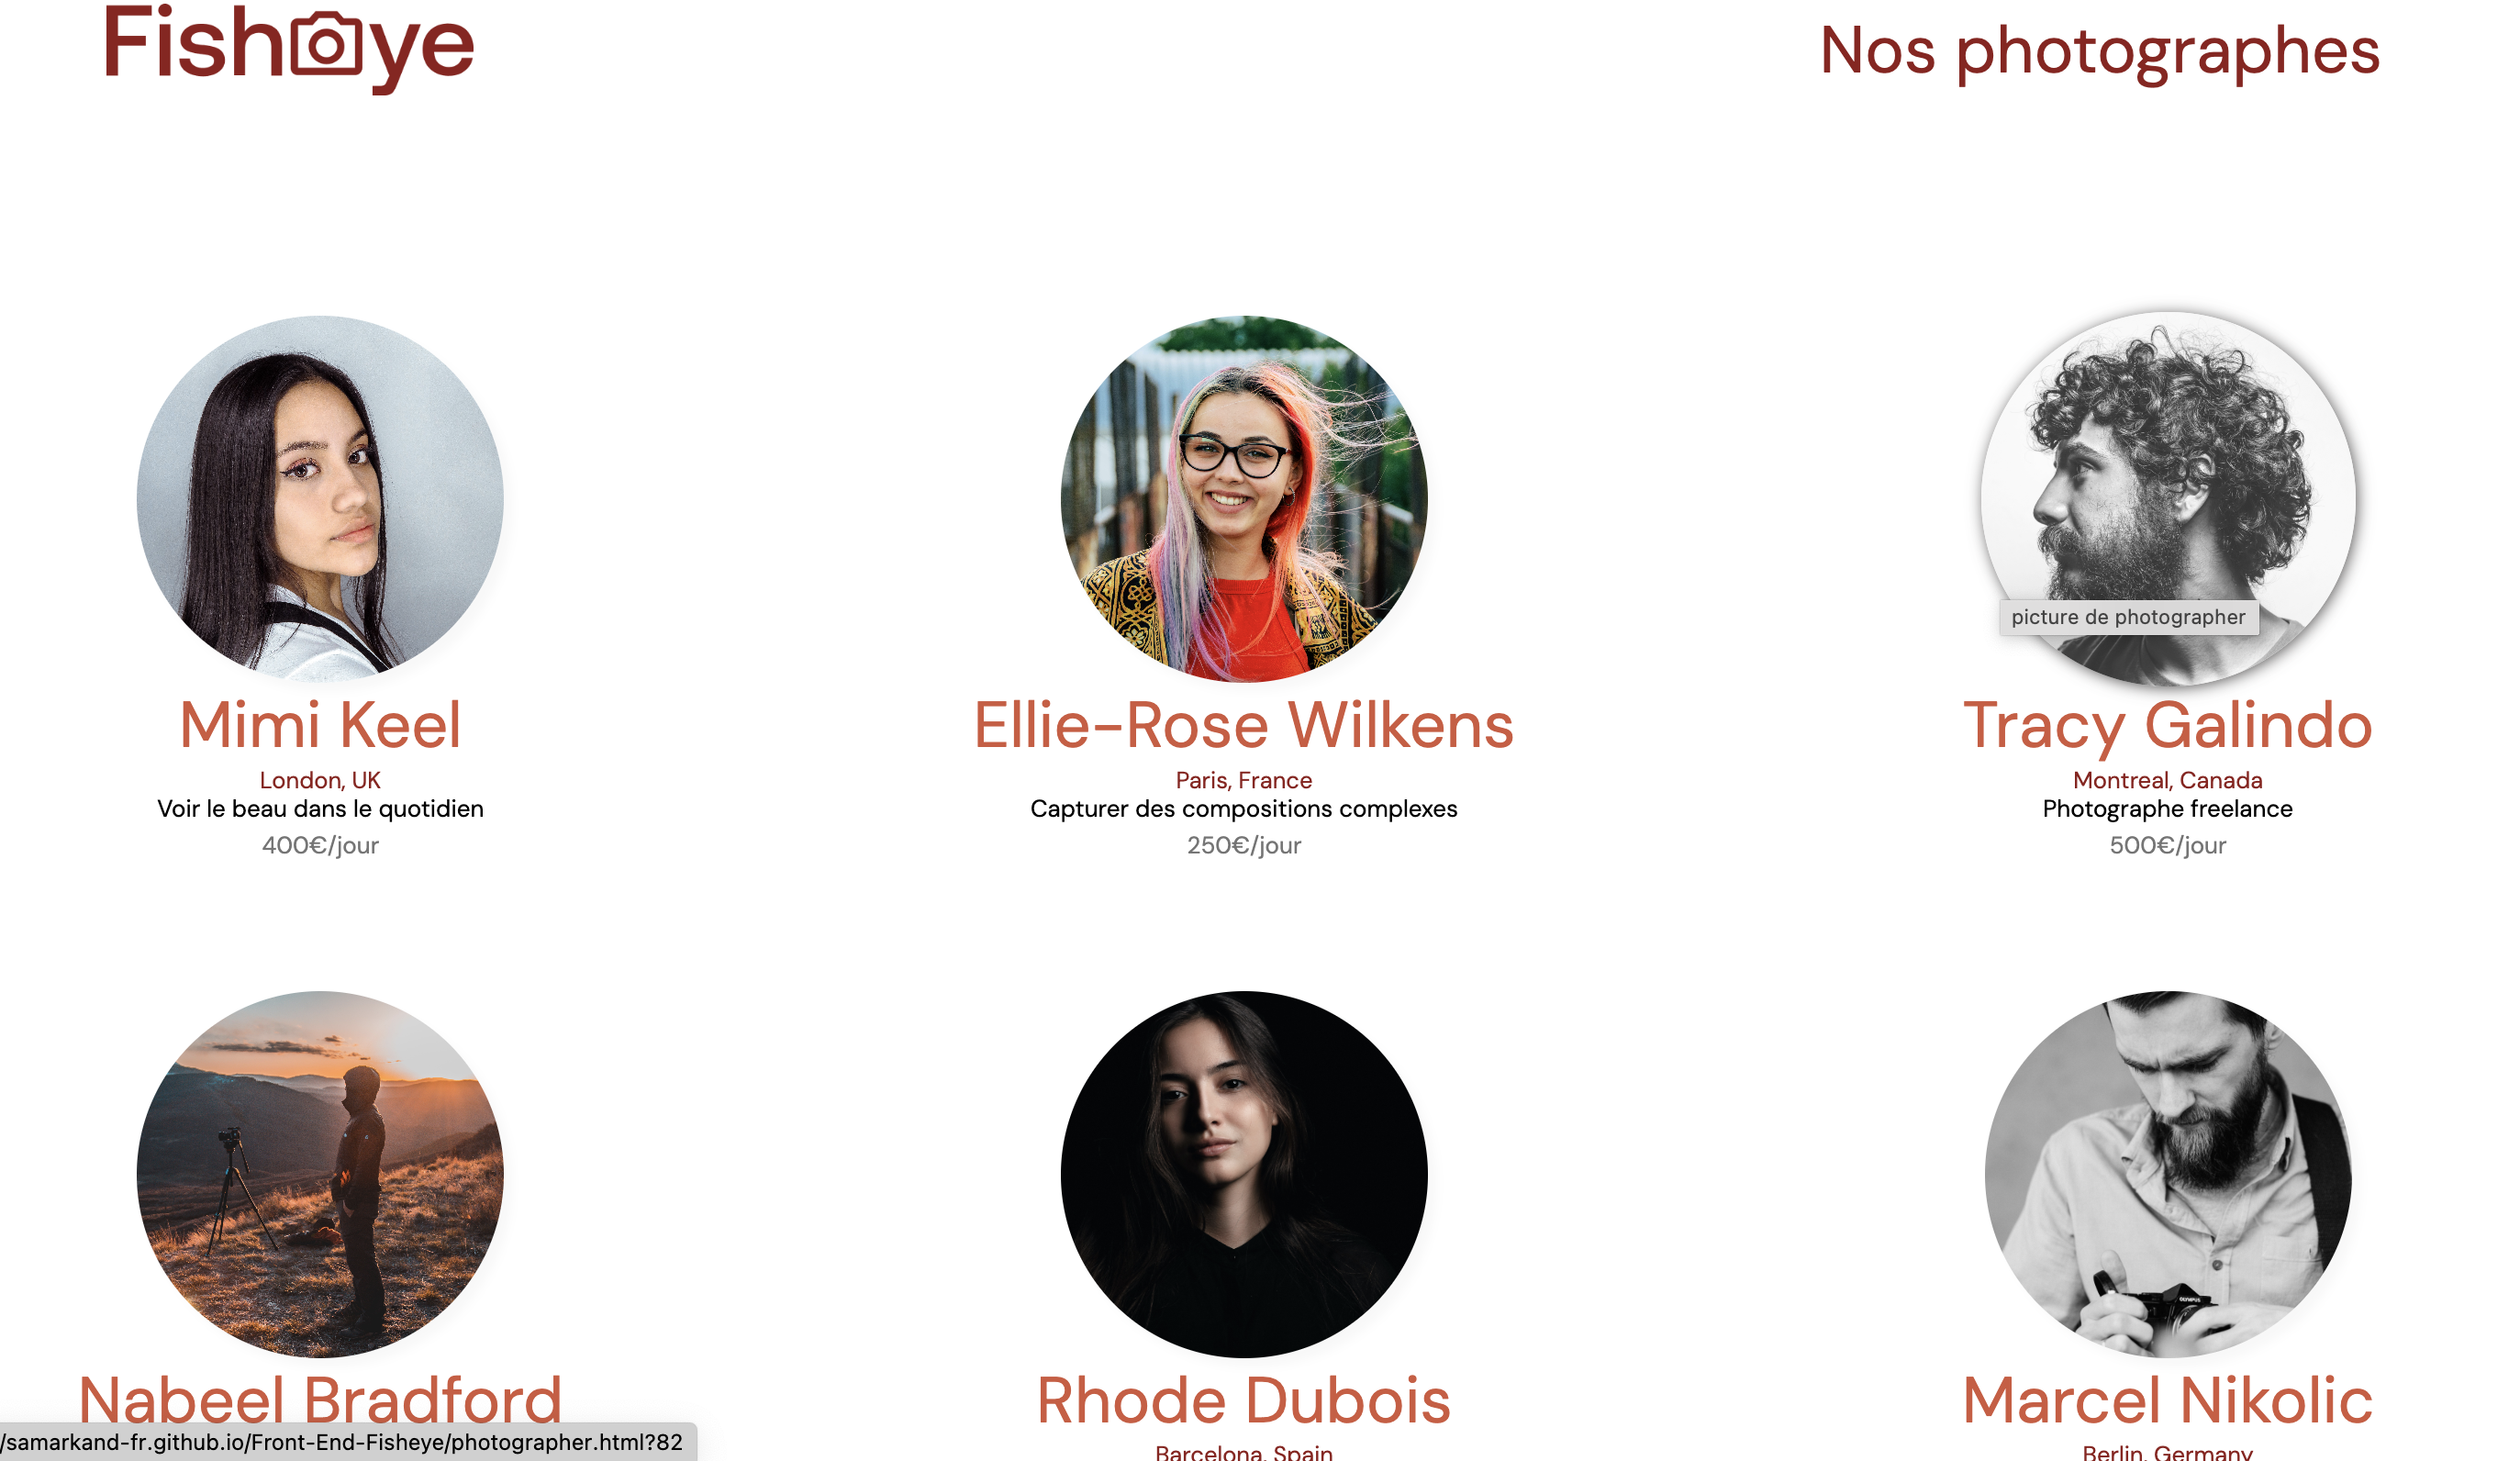 Fisheye
Nos photographes
picture de photographer
Mimi Keel
London, UK
Voir le beau dans le quotidien
400€/jour
Ellie-Rose Wilkens
Paris, France
Capturer des compositions complexes
250€/jour
Tracy Galindo
Montreal, Canada
Photographe freelance
500€/jour
OLYMPUS
Nabeel Bradford
Rhode Dubois
Barcelona, Spain
Marcel Nikolic
Berlin, Germany
/samarkand-fr.github.io/Front-End-Fisheye/photographer.html?82